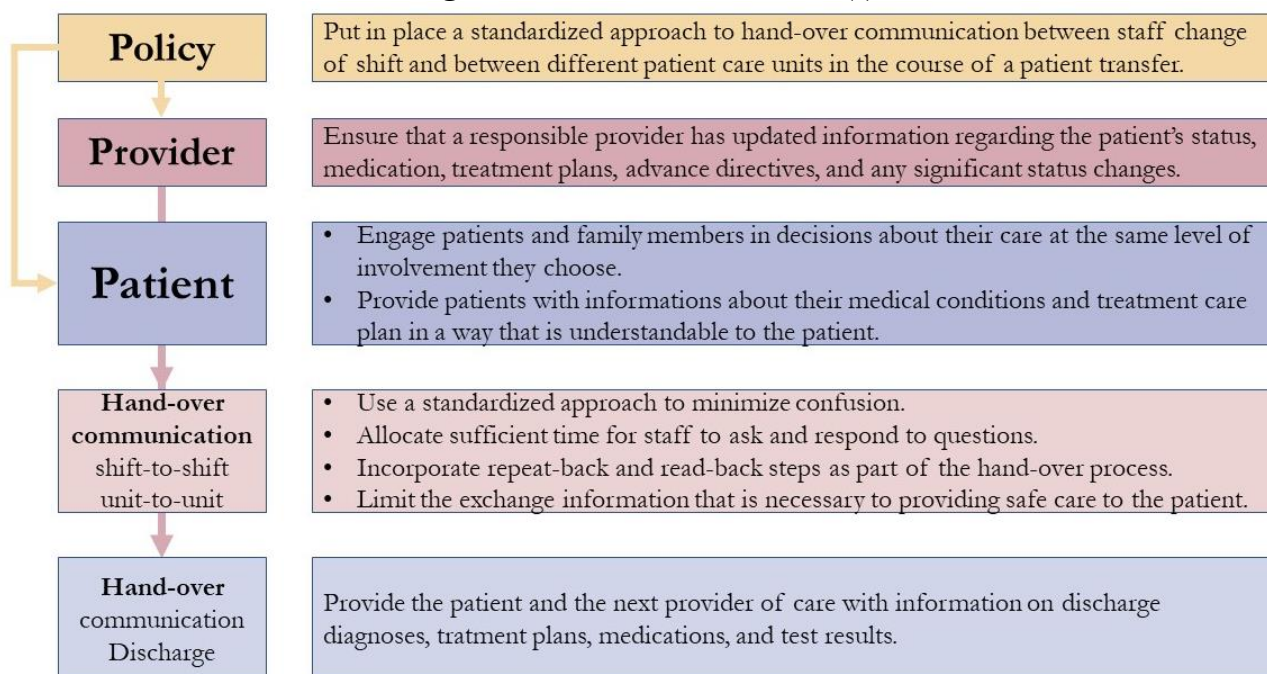 Policy
Put in place a standardized approach to hand-over communication between staff change
of shift and between different patient care units in the course of a patient transfer.
Provider
Ensure that a responsible provider has updated information regarding the patient's status,
medication, treatment plans, advance directives, and any significant status changes.
Patient
• Engage patients and family members in decisions about their care at the same level of
involvement they choose.
• Provide patients with informations about their medical conditions and treatment care
plan in a way that is understandable to the patient.
Hand-over
communication
shift-to-shift
unit-to-unit
• Use a standardized approach to minimize confusion.
• Allocate sufficient time for staff to ask and respond to questions.
• Incorporate repeat-back and read-back steps as part of the hand-over process.
• Limit the exchange information that is necessary to providing safe care to the patient.
Hand-over
communication
Discharge
Provide the patient and the next provider of care with information on discharge
diagnoses, tratment plans, medications, and test results.